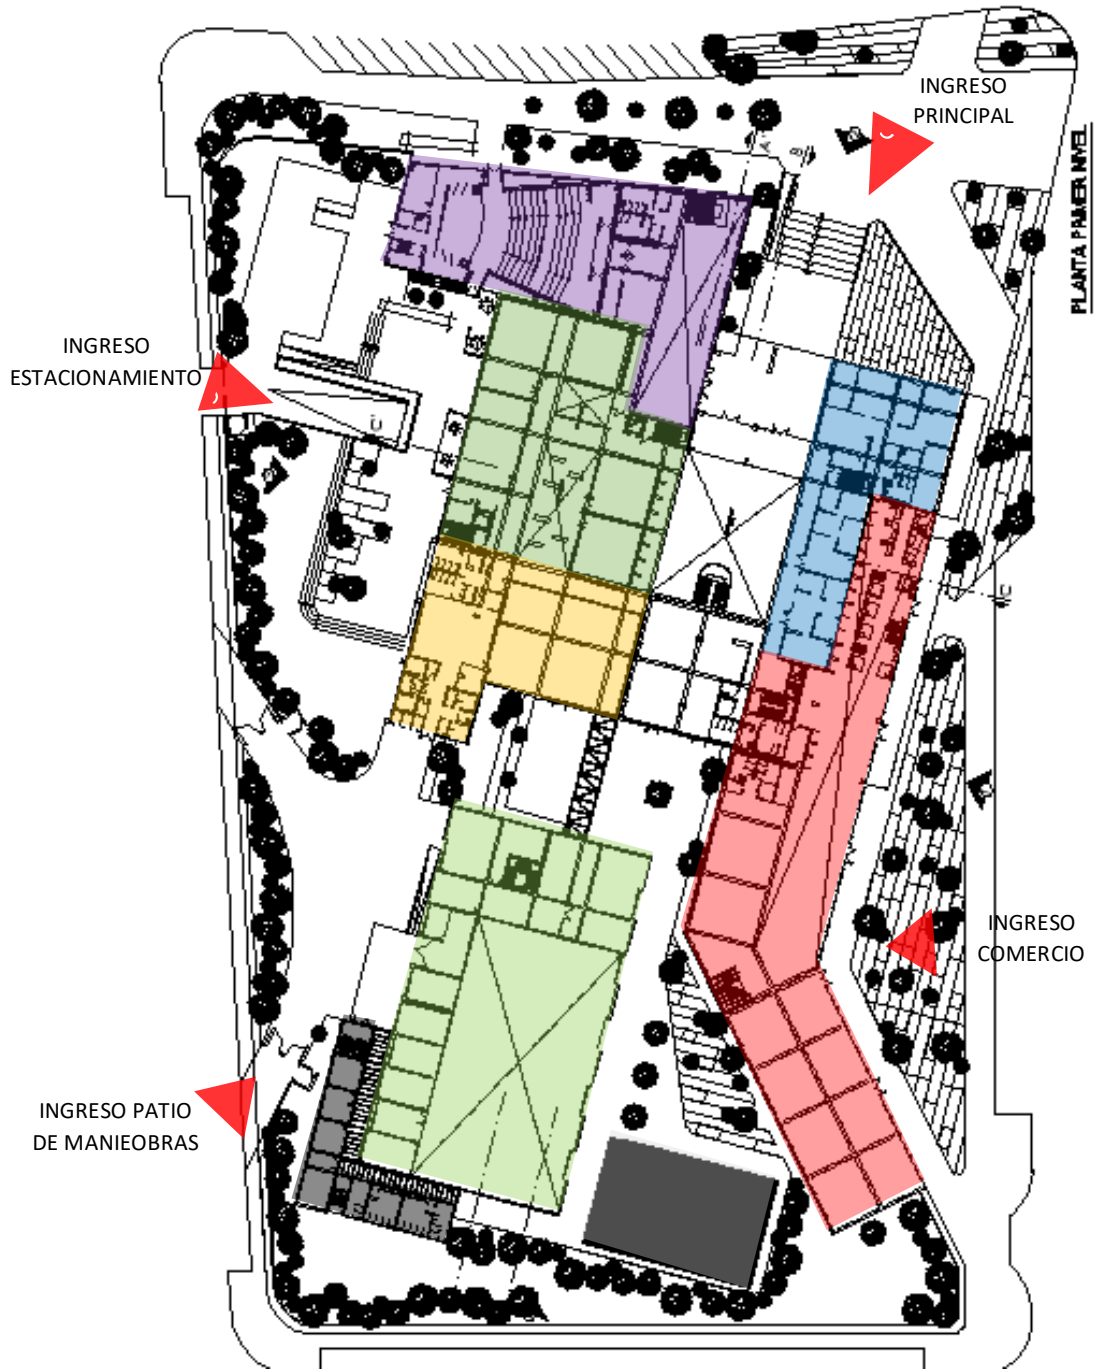 INGRESO
PRINCIPAL
PLANTA PRIMER NIVEL
INGRESO
ESTACIONAMIENTO
INGRESO
COMERCIO
INGRESO PATIO
DE MANIEOBRAS